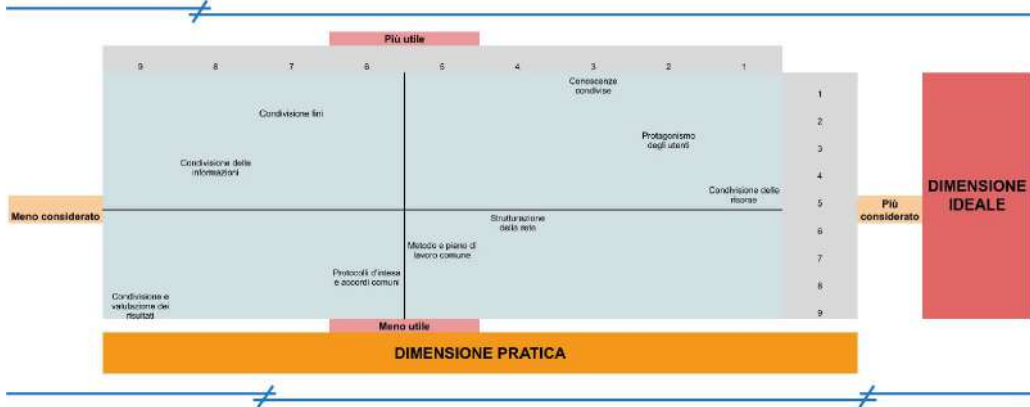 Più utile
9 8 7 6 5 4 3 2 1
Conoscenze
condivise
1
Condivisione fini
2
Protagonismo
degli utenti
3
Condivisione delle
informazioni
4
Condivisione delle
risorse
5
Meno considerato
Più
considerato
DIMENSIONE
IDEALE
Strutturazione
della rete
6
Metodo e piano di
lavoro comune
7
Protocolli d'intesa
e accordi comuni
8
Condivisione e
valutazione dei
risultati
9
Meno utile
DIMENSIONE PRATICA